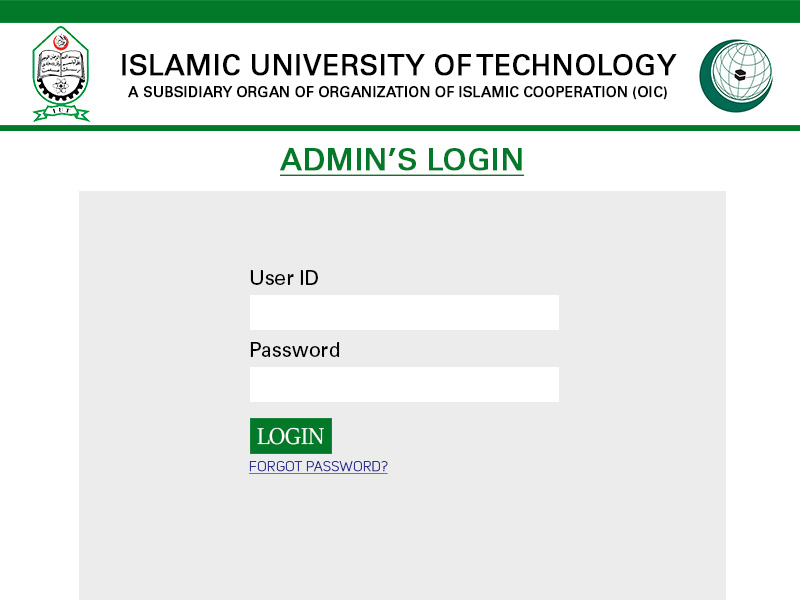 ISLAMIC UNIVERSITY OF TECHNOLOGY
A SUBSIDIARY ORGAN OF ORGANIZATION OF ISLAMIC COOPERATION (OIC)
IUT
ADMIN'S LOGIN
User ID
Password
LOGIN
FORGOT PASSWORD?